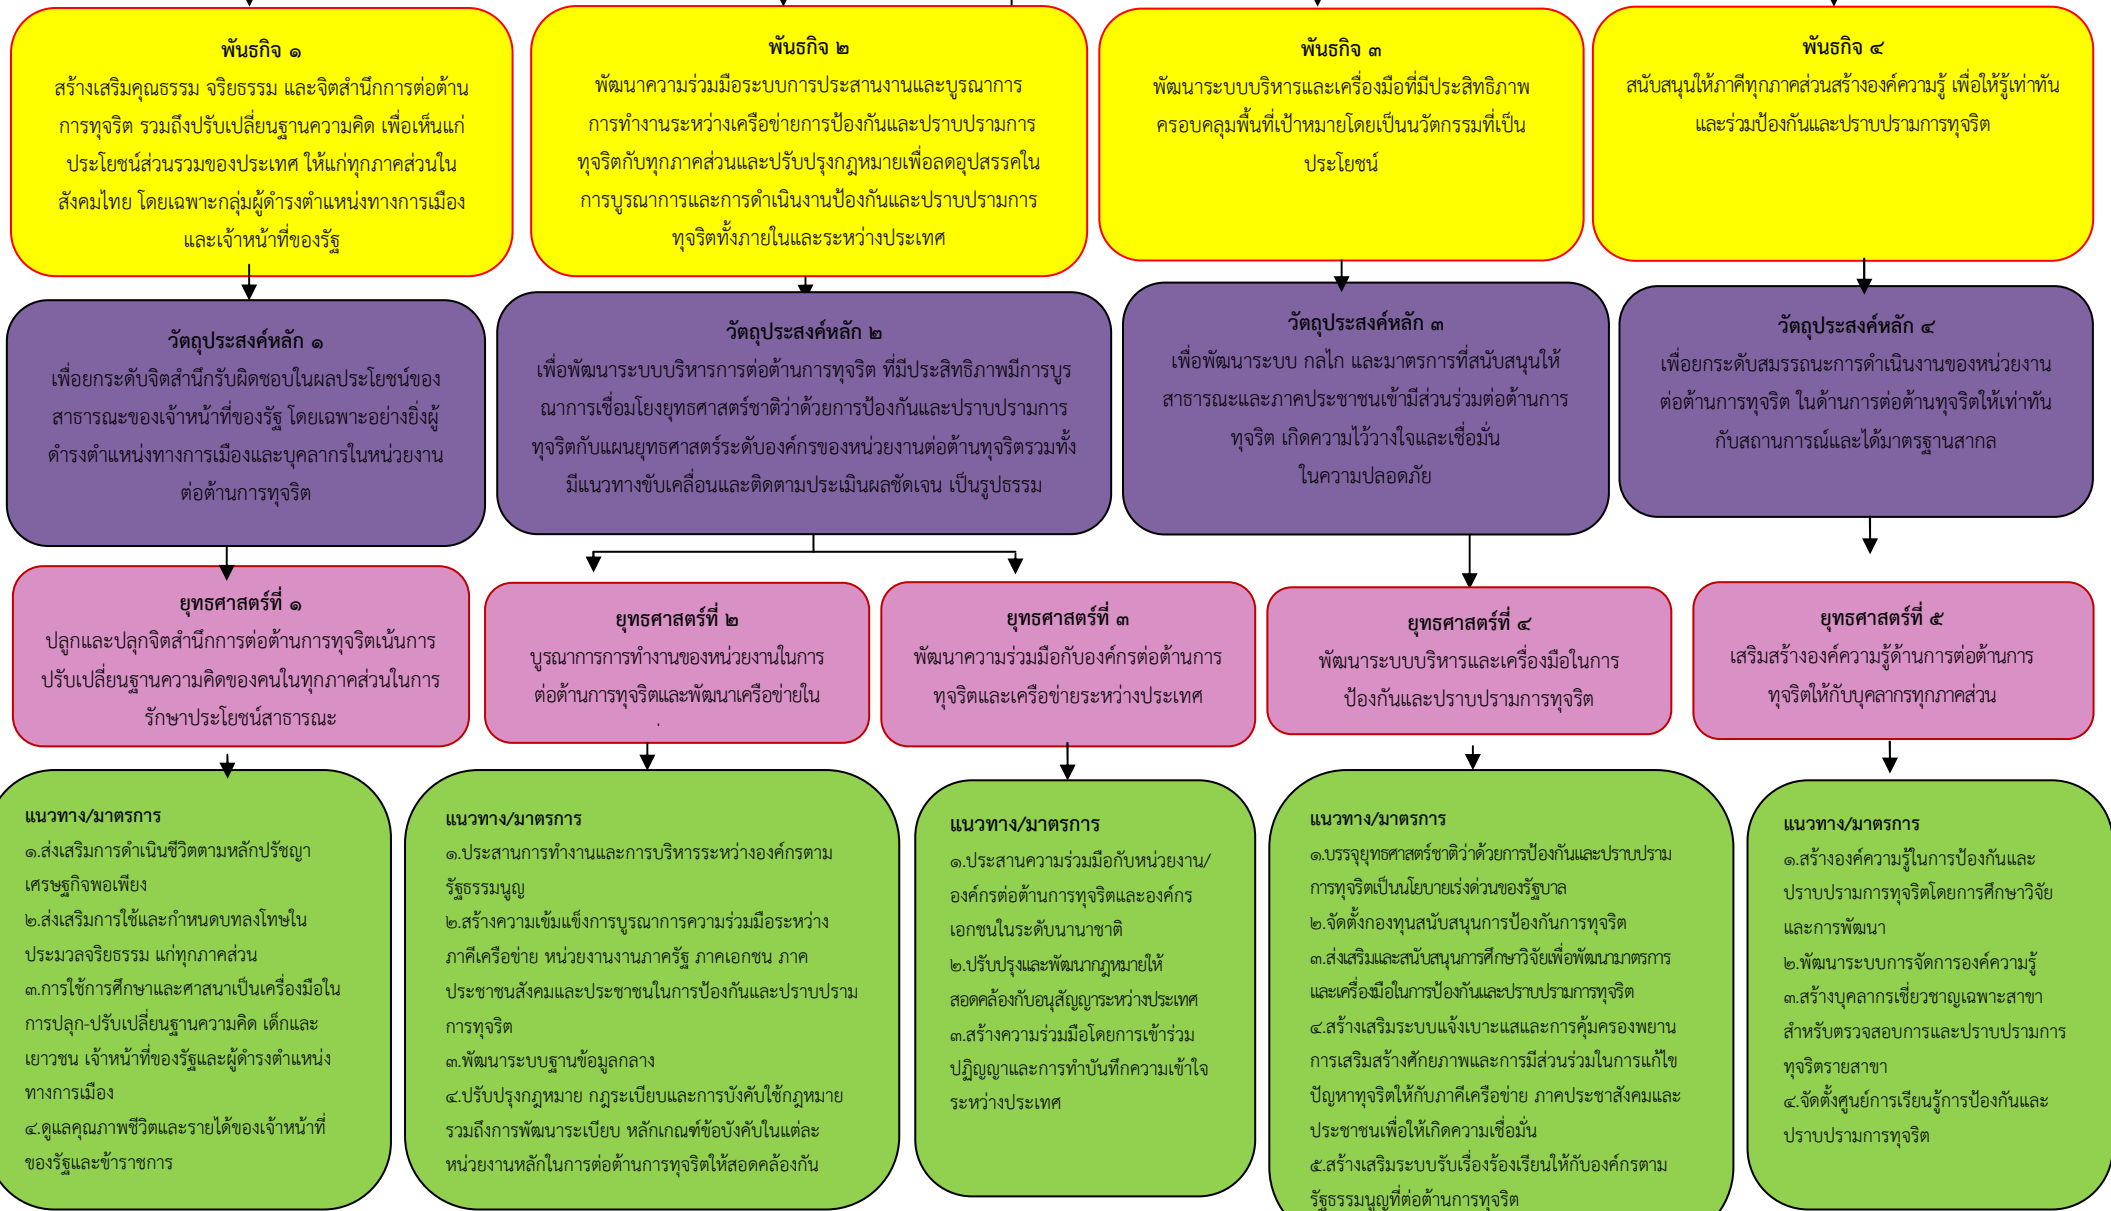 พันธกิจ ๑
สร้างเสริมคุณธรรม จริยธรรม และจิตสำนึกการต่อต้าน
การทุจริต รวมถึงปรับเปลี่ยนฐานความคิด เพื่อเห็นแก่
ประโยชน์ส่วนรวมของประเทศ ให้แก่ทุกภาคส่วนใน
สังคมไทย โดยเฉพาะกลุ่มผู้ดำรงตำแหน่งทางการเมือง
และเจ้าหน้าที่ของรัฐ
พันธกิจ ๒
พัฒนาความร่วมมือระบบการประสานงานและบูรณาการ
การทำงานระหว่างเครือข่ายการป้องกันและปราบปรามการ
ทุจริตกับทุกภาคส่วนและปรับปรุงกฎหมายเพื่อลดอุปสรรคใน
การบูรณาการและการดำเนินงานป้องกันและปราบปรามการ
ทุจริตทั้งภายในและระหว่างประเทศ
พันธกิจ ๓
พัฒนาระบบบริหารและเครื่องมือที่มีประสิทธิภาพ
ครอบคลุมพื้นที่เป้าหมายโดยเป็นนวัตกรรมที่เป็น
ประโยชน์
พันธกิจ ๔
สนับสนุนให้ภาคีทุกภาคส่วนสร้างองค์ความรู้ เพื่อให้รู้เท่าทัน
และร่วมป้องกันและปราบปรามการทุจริต
วัตถุประสงค์หลัก ๑
เพื่อยกระดับจิตสำนึกรับผิดชอบในผลประโยชน์ของ
สาธารณะของเจ้าหน้าที่ของรัฐ โดยเฉพาะอย่างยิ่งผู้
ดำรงตำแหน่งทางการเมืองและบุคลากรในหน่วยงาน
ต่อต้านการทุจริต
วัตถุประสงค์หลัก ๒
เพื่อพัฒนาระบบบริหารการต่อต้านการทุจริต ที่มีประสิทธิภาพมีการบูร
ณาการเชื่อมโยงยุทธศาสตร์ชาติว่าด้วยการป้องกันและปราบปรามการ
ทุจริตกับแผนยุทธศาสตร์ระดับองค์กรของหน่วยงานต่อต้านทุจริตรวมทั้ง
มีแนวทางขับเคลื่อนและติดตามประเมินผลชัดเจน เป็นรูปธรรม
วัตถุประสงค์หลัก ๓
เพื่อพัฒนาระบบ กลไก และมาตรการที่สนับสนุนให้
สาธารณะและภาคประชาชนเข้ามีส่วนร่วมต่อต้านการ
ทุจริต เกิดความไว้วางใจและเชื่อมั่น
ในความปลอดภัย
วัตถุประสงค์หลัก ๔
เพื่อยกระดับสมรรถนะการดำเนินงานของหน่วยงาน
ต่อต้านการทุจริต ในด้านการต่อต้านทุจริตให้เท่าทัน
กับสถานการณ์และได้มาตรฐานสากล
ยุทธศาสตร์ที่ ๑
ปลูกและปลุกจิตสำนึกการต่อต้านการทุจริตเน้นการ
ปรับเปลี่ยนฐานความคิดของคนในทุกภาคส่วนในการ
รักษาประโยชน์สาธารณะ
ยุทธศาสตร์ที่ ๒
บูรณาการการทำงานของหน่วยงานในการ
ต่อต้านการทุจริตและพัฒนาเครือข่ายใน
ยุทธศาสตร์ที่ ๓
พัฒนาความร่วมมือกับองค์กรต่อต้านการ
ทุจริตและเครือข่ายระหว่างประเทศ
ยุทธศาสตร์ที่ ๔
พัฒนาระบบบริหารและเครื่องมือในการ
ป้องกันและปราบปรามการทุจริต
ยุทธศาสตร์ที่ ๕
เสริมสร้างองค์ความรู้ด้านการต่อต้านการ
ทุจริตให้กับบุคลากรทุกภาคส่วน
แนวทาง/มาตรการ
๑.ส่งเสริมการดำเนินชีวิตตามหลักปรัชญา
เศรษฐกิจพอเพียง
๒.ส่งเสริมการใช้และกำหนดบทลงโทษใน
ประมวลจริยธรรม แก่ทุกภาคส่วน
๓.การใช้การศึกษาและศาสนาเป็นเครื่องมือใน
การปลุก-ปรับเปลี่ยนฐานความคิด เด็กและ
เยาวชน เจ้าหน้าที่ของรัฐและผู้ดำรงตำแหน่ง
ทางการเมือง
๔.ดูแลคุณภาพชีวิตและรายได้ของเจ้าหน้าที่
ของรัฐและข้าราชการ
แนวทาง/มาตรการ
๑.ประสานการทำงานและการบริหารระหว่างองค์กรตาม
รัฐธรรมนูญ
๒.สร้างความเข้มแข็งการบูรณาการความร่วมมือระหว่าง
ภาคีเครือข่าย หน่วยงานงานภาครัฐ ภาคเอกชน ภาค
ประชาชนสังคมและประชาชนในการป้องกันและปราบปราม
การทุจริต
๓.พัฒนาระบบฐานข้อมูลกลาง
๔.ปรับปรุงกฎหมาย กฎระเบียบและการบังคับใช้กฎหมาย
รวมถึงการพัฒนาระเบียบ หลักเกณฑ์ข้อบังคับในแต่ละ
หน่วยงานหลักในการต่อต้านการทุจริตให้สอดคล้องกัน
แนวทาง/มาตรการ
๑.ประสานความร่วมมือกับหน่วยงาน/
องค์กรต่อต้านการทุจริตและองค์กร
เอกชนในระดับนานาชาติ
๒.ปรับปรุงและพัฒนากฎหมายให้
สอดคล้องกับอนุสัญญาระหว่างประเทศ
๓.สร้างความร่วมมือโดยการเข้าร่วม
ปฏิญญาและการทำบันทึกความเข้าใจ
ระหว่างประเทศ
แนวทาง/มาตรการ
๑.บรรจุยุทธศาสตร์ชาติว่าด้วยการป้องกันและปราบปราม
การทุจริตเป็นนโยบายเร่งด่วนของรัฐบาล
๒.จัดตั้งกองทุนสนับสนุนการป้องกันการทุจริต
๓.ส่งเสริมและสนับสนุนการศึกษาวิจัยเพื่อพัฒนามาตรการ
และเครื่องมือในการป้องกันและปราบปรามการทุจริต
๔.สร้างเสริมระบบแจ้งเบาะแสและการคุ้มครองพยาน
การเสริมสร้างศักยภาพและการมีส่วนร่วมในการแก้ไข
ปัญหาทุจริตให้กับภาคีเครือข่าย ภาคประชาสังคมและ
ประชาชนเพื่อให้เกิดความเชื่อมั่น
๕.สร้างเสริมระบบรับเรื่องร้องเรียนให้กับองค์กรตาม
รัฐธรรมนูญที่ต่อต้านการทุจริต
แนวทาง/มาตรการ
๑.สร้างองค์ความรู้ในการป้องกันและ
ปราบปรามการทุจริตโดยการศึกษาวิจัย
และการพัฒนา
๒.พัฒนาระบบการจัดการองค์ความรู้
๓.สร้างบุคลากรเชี่ยวชาญเฉพาะสาขา
สำหรับตรวจสอบการและปราบปรามการ
ทุจริตรายสาขา
๔.จัดตั้งศูนย์การเรียนรู้การป้องกันและ
ปราบปรามการทุจริต